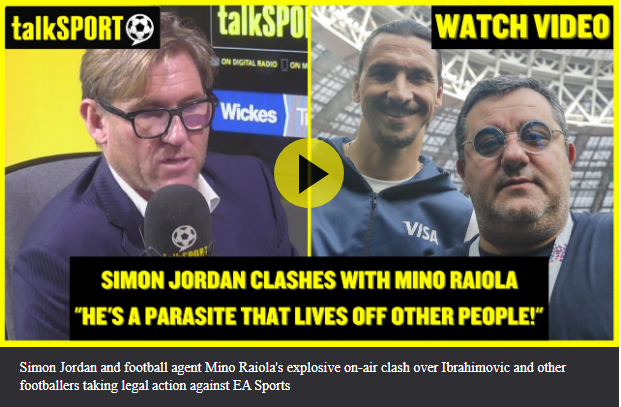 talkSPORT
talkSPO
WATCH VIDEO
ON DIGITAL RADIO
ON M
Wickes
talkSPORT
VISA
SIMON JORDAN CLASHES WITH MINO RAIOLA
"HE'S A PARASITE THAT LIVES OFF OTHER PEOPLE!"
Simon Jordan and football agent Mino Raiola's explosive on-air clash over Ibrahimovic and other
footballers taking legal action against EA Sports